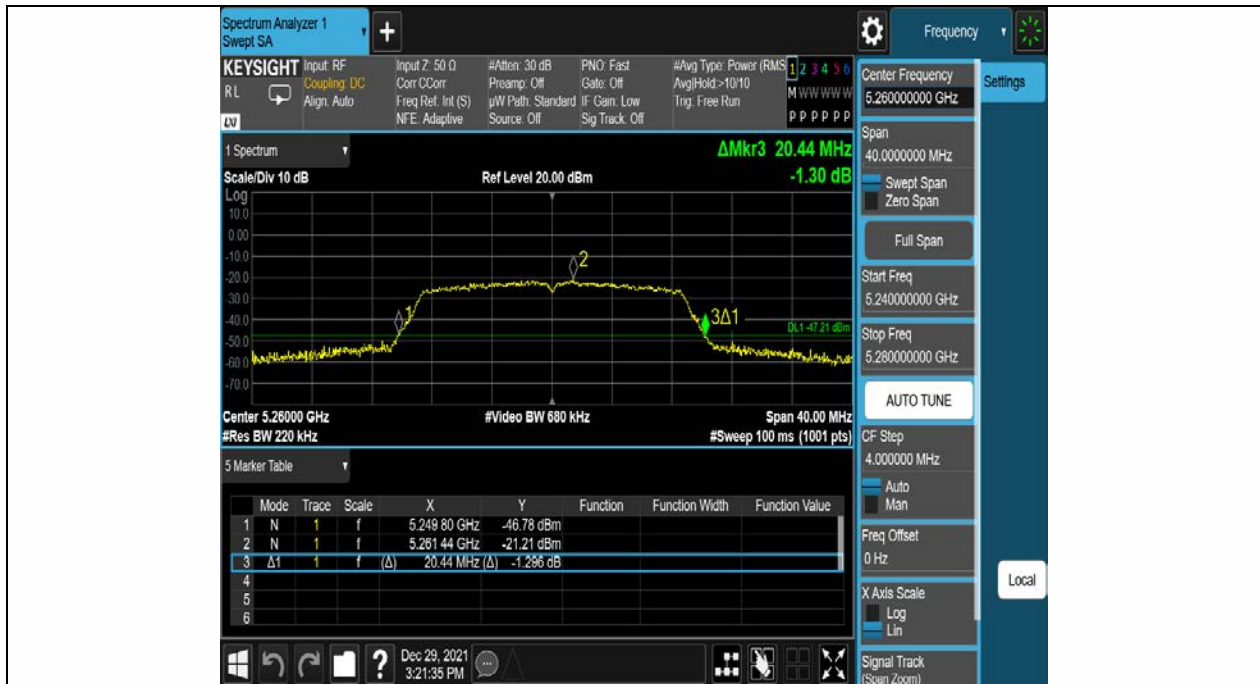 Spectrum Analyzer 1
Swept SA
+
Frequency
KEYSIGHT
RL
LXI
Input: RF
Coupling: DC
Align: Auto
Input Z: 50 Ω
Corr CCorr
Freq Ref: Int (S)
NFE: Adaptive
#Atten: 30 dB
Preamp: Off
µW Path: Standard
Source: Off
PNO: Fast
Gate: Off
IF Gain: Low
Sig Track: Off
#Avg Type: Power (RMS
Avg|Hold:>10/10
Trig: Free Run
1 2 3 4 5 6
M W W W W W
P P P P P P
1 Spectrum
ΔMkr3 20.44 MHz
Scale/Div 10 dB
Ref Level 20.00 dBm
-1.30 dB
Log
10.0
0.00
-10.0
-20.0
-30.0
-40.0
-50.0
-60.0
-70.0
1
2
3Δ1
DL1 -47.21 dBm
Center 5.26000 GHz
#Video BW 680 kHz
Span 40.00 MHz
#Res BW 220 kHz
#Sweep 100 ms (1001 pts)
5 Marker Table
Mode Trace Scale X Y Function Function Width Function Value
1 N 1 f 5.249 80 GHz -46.78 dBm
2 N 1 f 5.261 44 GHz -21.21 dBm
3 Δ1 1 f (Δ) 20.44 MHz (Δ) -1.296 dB
4
5
6
?
Dec 29, 2021
3:21:35 PM
Center Frequency
5.260000000 GHz
Settings
Span
40.0000000 MHz
Swept Span
Zero Span
Full Span
Start Freq
5.240000000 GHz
Stop Freq
5.280000000 GHz
AUTO TUNE
CF Step
4.000000 MHz
Auto
Man
Freq Offset
0 Hz
X Axis Scale
Log
Lin
Signal Track
(Span Zoom)
Local